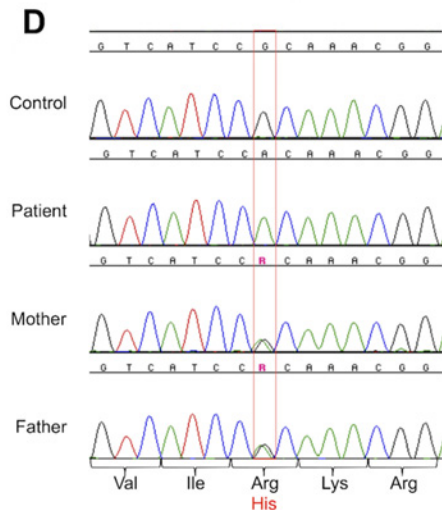 D
G T C A T C C G C A A A C G G
Control
G T C A T C C A C A A A C G G
Patient
G T C A T C C R C A A A C G G
Mother
G T C A T C C R C A A A C G G
Father
Val Ile Arg Lys Arg
His